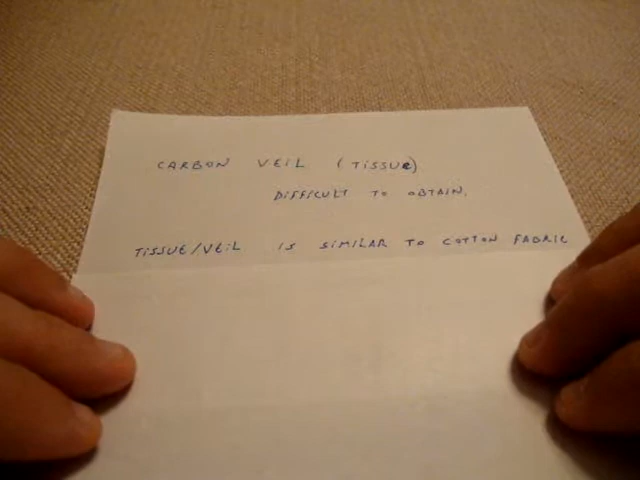 CARBON VEIL (TISSUE)
DIFFICULT TO OBTAIN.
TISSUE/VEIL IS SIMILAR TO COTTON FABRIC